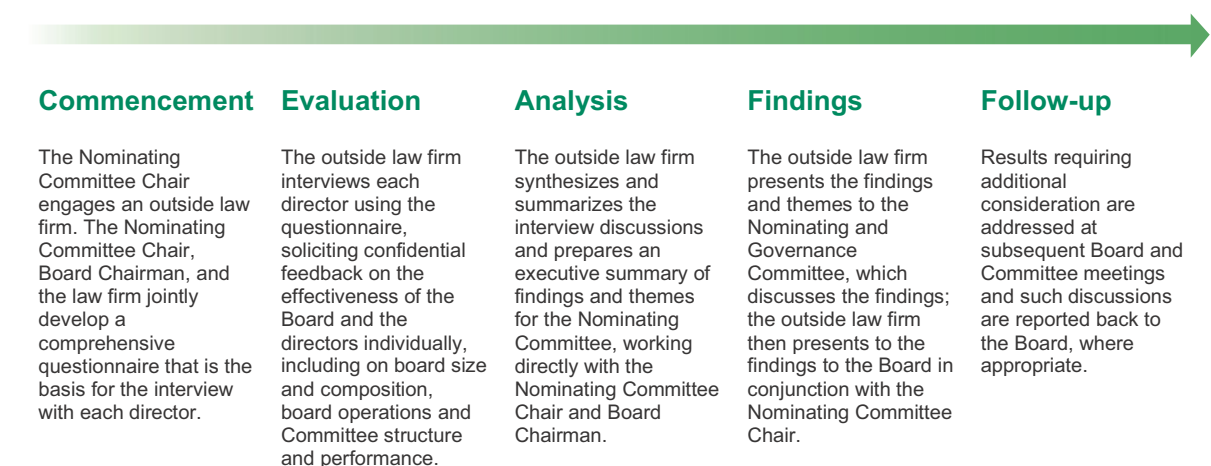 Commencement
The Nominating
Committee Chair
engages an outside law
firm. The Nominating
Committee Chair,
Board Chairman, and
the law firm jointly
develop a
comprehensive
questionnaire that is the
basis for the interview
with each director.
Evaluation
The outside law firm
interviews each
director using the
questionnaire,
soliciting confidential
feedback on the
effectiveness of the
Board and the
directors individually,
including on board size
and composition,
board operations and
Committee structure
and performance.
Analysis
The outside law firm
synthesizes and
summarizes the
interview discussions
and prepares an
executive summary of
findings and themes
for the Nominating
Committee, working
directly with the
Nominating Committee
Chair and Board
Chairman.
Findings
The outside law firm
presents the findings
and themes to the
Nominating and
Governance
Committee, which
discusses the findings;
the outside law firm
then presents to the
findings to the Board in
conjunction with the
Nominating Committee
Chair.
Follow-up
Results requiring
additional
consideration are
addressed at
subsequent Board and
Committee meetings
and such discussions
are reported back to
the Board, where
appropriate.